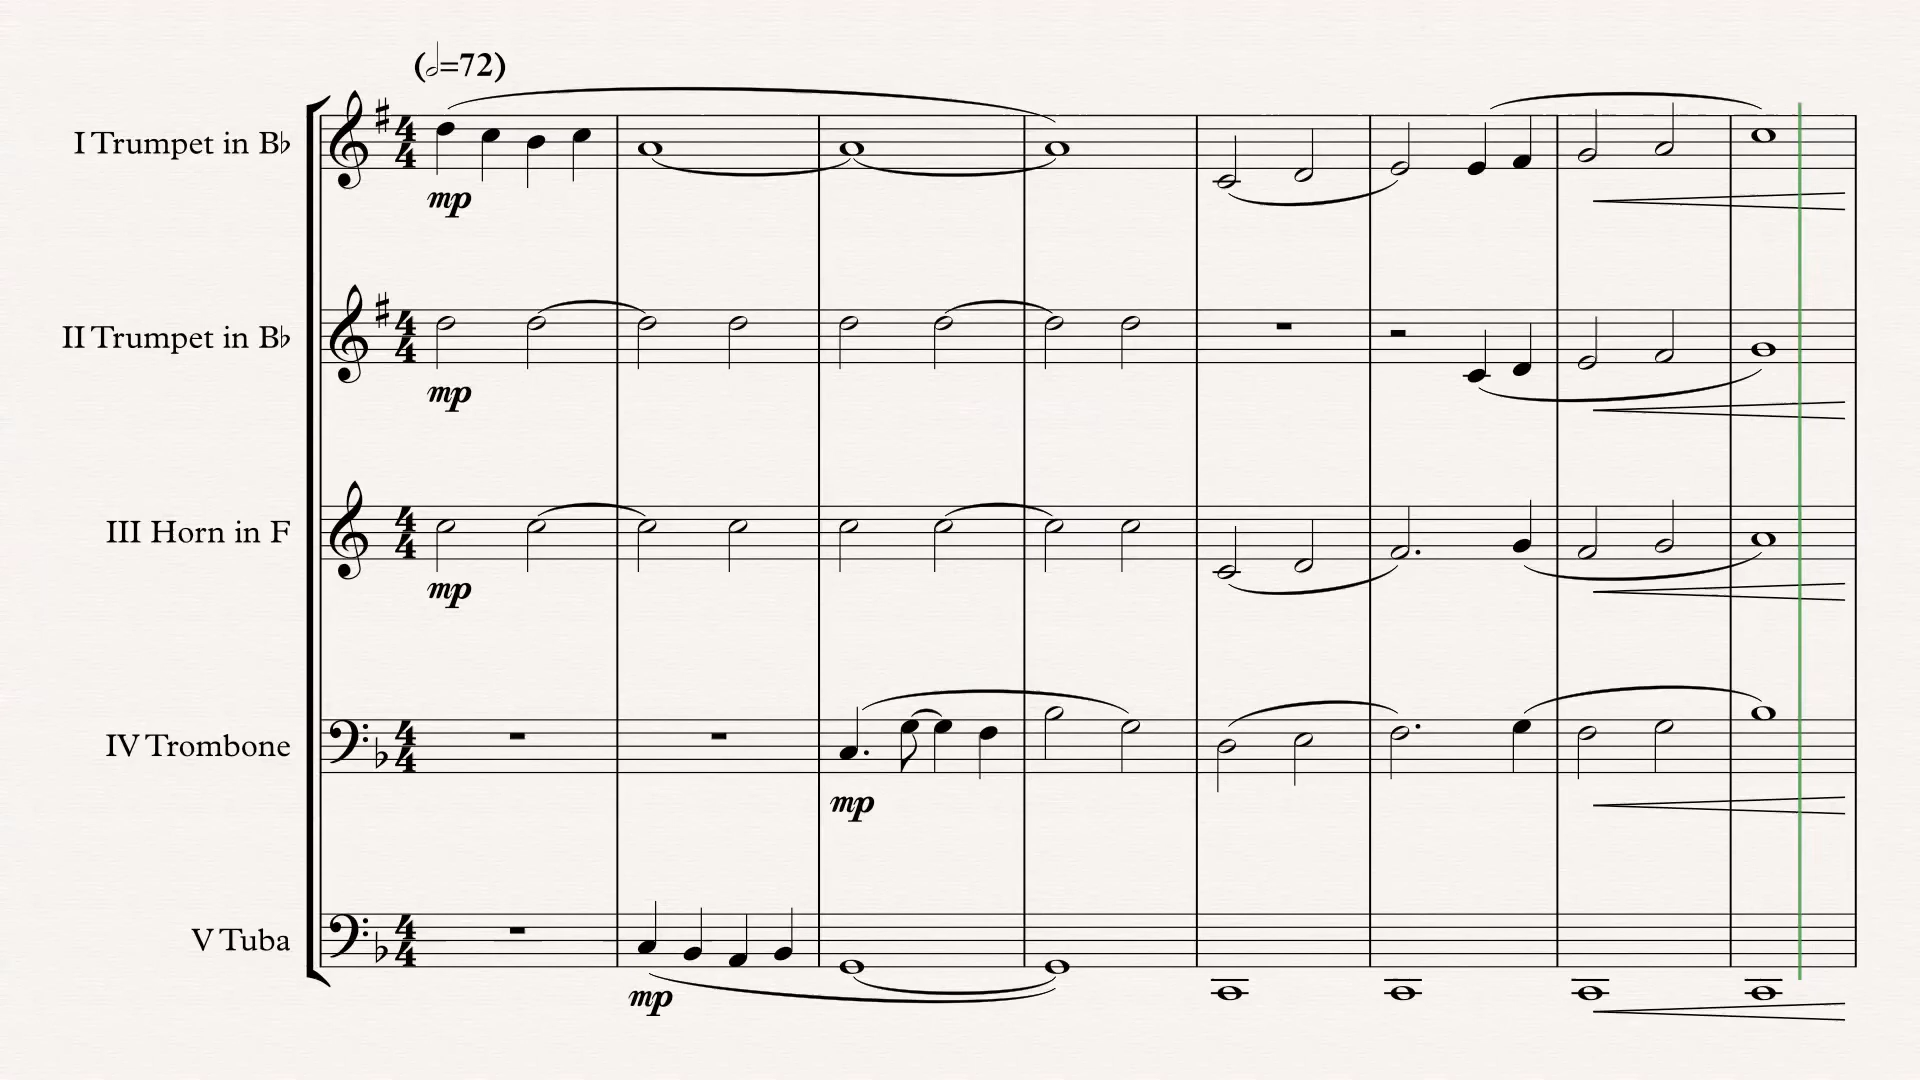 (𝅗𝅥=72)
I Trumpet in B♭
mp
II Trumpet in B♭
mp
III Horn in F
mp
IV Trombone
mp
V Tuba
mp